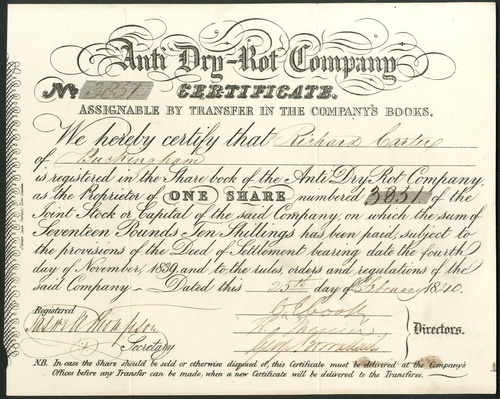 Anti Dry-Rot Company
No. 3851 CERTIFICATE.
ASSIGNABLE BY TRANSFER IN THE COMPANY'S BOOKS.
We hereby certify that Richard
of Buckingham
is registered in the Share book of the Anti Dry Rot Company,
as the Proprietor of ONE SHARE numbered 3851 of the
Joint Stock or Capital of the said Company, on which the sum of
Seventeen Pounds Ten Shillings has been paid, subject to
the provisions of the Deed of Settlement bearing date the fourth
day of November, 1839, and to the rules orders and regulations of the
said Company — Dated this 25th day of February 1840.
Registered
Secretary
Directors.
N.B. In case the Share should be sold or otherwise disposed of, this Certificate must be delivered at the Company's
Offices before any Transfer can be made, when a new Certificate will be delivered to the Transferee.